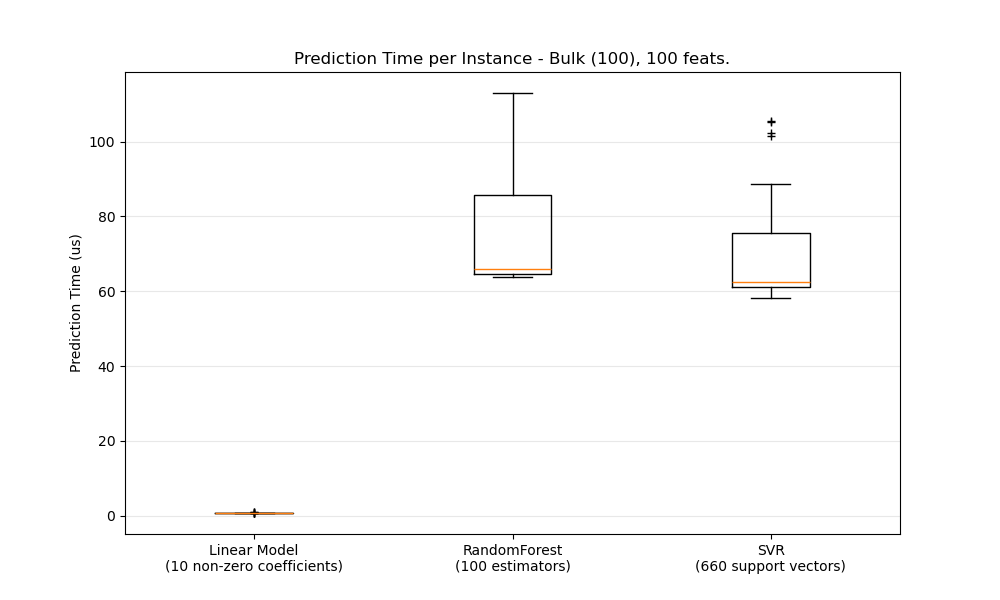 Prediction Time per Instance - Bulk (100), 100 feats.
Prediction Time (us)
100
80
60
40
20
0
Linear Model
(10 non-zero coefficients)
RandomForest
(100 estimators)
SVR
(660 support vectors)